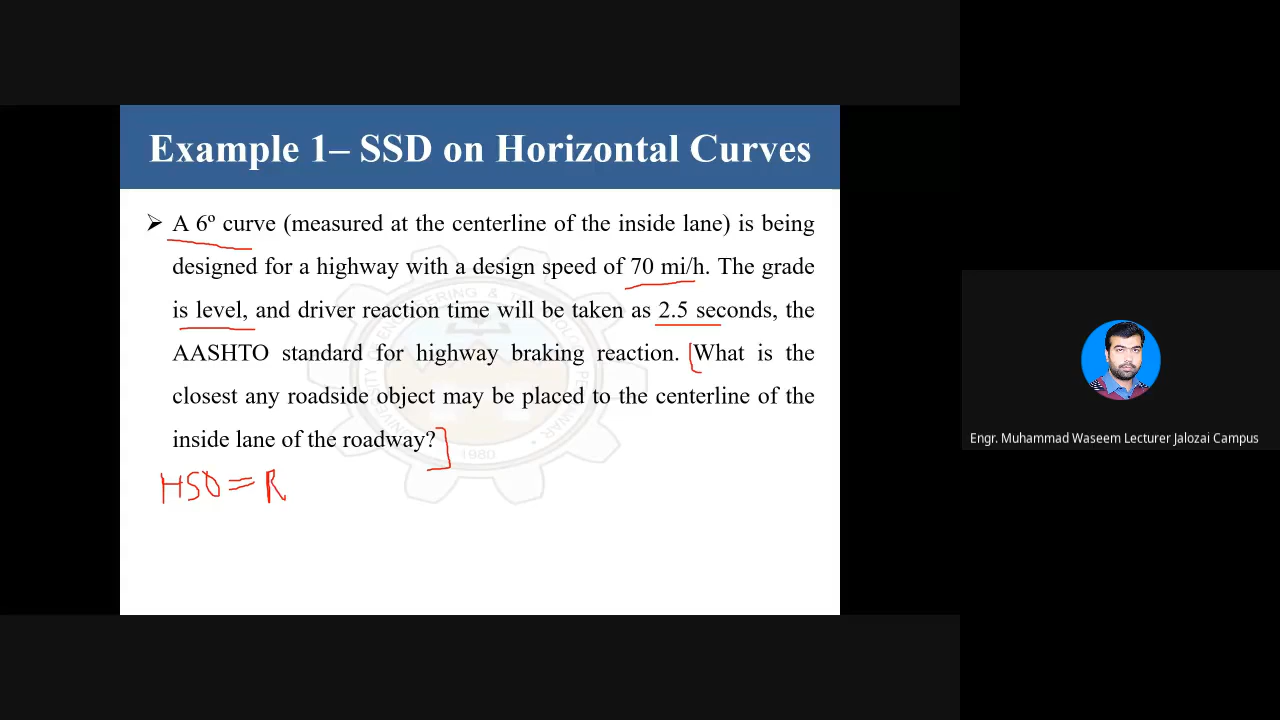 Example 1– SSD on Horizontal Curves
➢ A 6º curve (measured at the centerline of the inside lane) is being
designed for a highway with a design speed of 70 mi/h. The grade
is level, and driver reaction time will be taken as 2.5 seconds, the
AASHTO standard for highway braking reaction. What is the
closest any roadside object may be placed to the centerline of the
inside lane of the roadway?
HSO = R
1980
Engr. Muhammad Waseem Lecturer Jalozai Campus